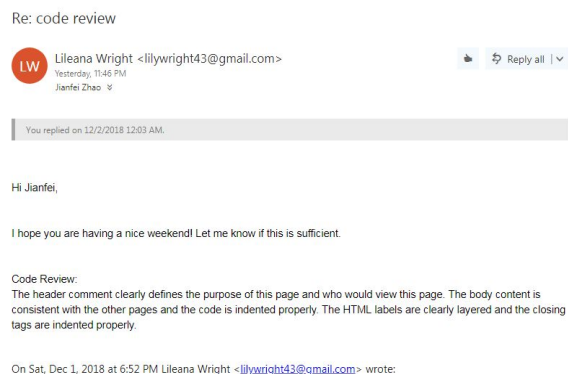 Re: code review
LW
Lileana Wright <lilywright43@gmail.com>
Yesterday, 11:46 PM
Jianfei Zhao
Reply all
You replied on 12/2/2018 12:03 AM.
Hi Jianfei,
I hope you are having a nice weekend! Let me know if this is sufficient.
Code Review:
The header comment clearly defines the purpose of this page and who would view this page. The body content is
consistent with the other pages and the code is indented properly. The HTML labels are clearly layered and the closing
tags are indented properly.
On Sat, Dec 1, 2018 at 6:52 PM Lileana Wright <lilywright43@gmail.com> wrote: